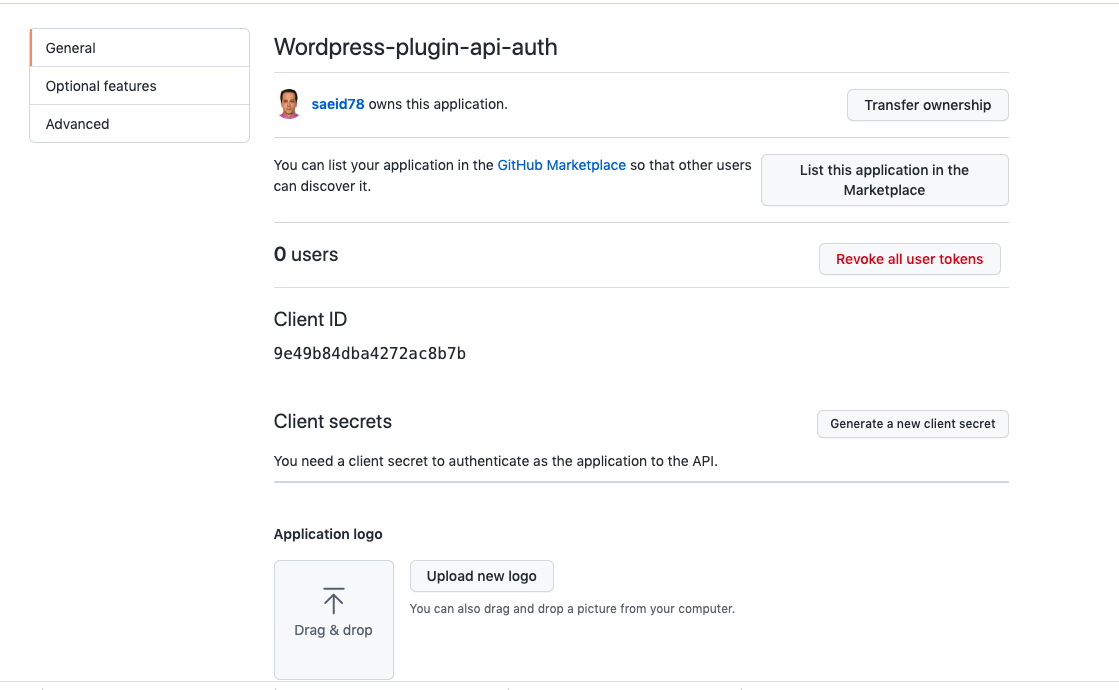 General
Optional features
Advanced
Wordpress-plugin-api-auth
saeid78 owns this application.
Transfer ownership
You can list your application in the GitHub Marketplace so that other users
can discover it.
List this application in the
Marketplace
0 users
Revoke all user tokens
Client ID
9e49b84dba4272ac8b7b
Client secrets
Generate a new client secret
You need a client secret to authenticate as the application to the API.
Application logo
Drag & drop
Upload new logo
You can also drag and drop a picture from your computer.